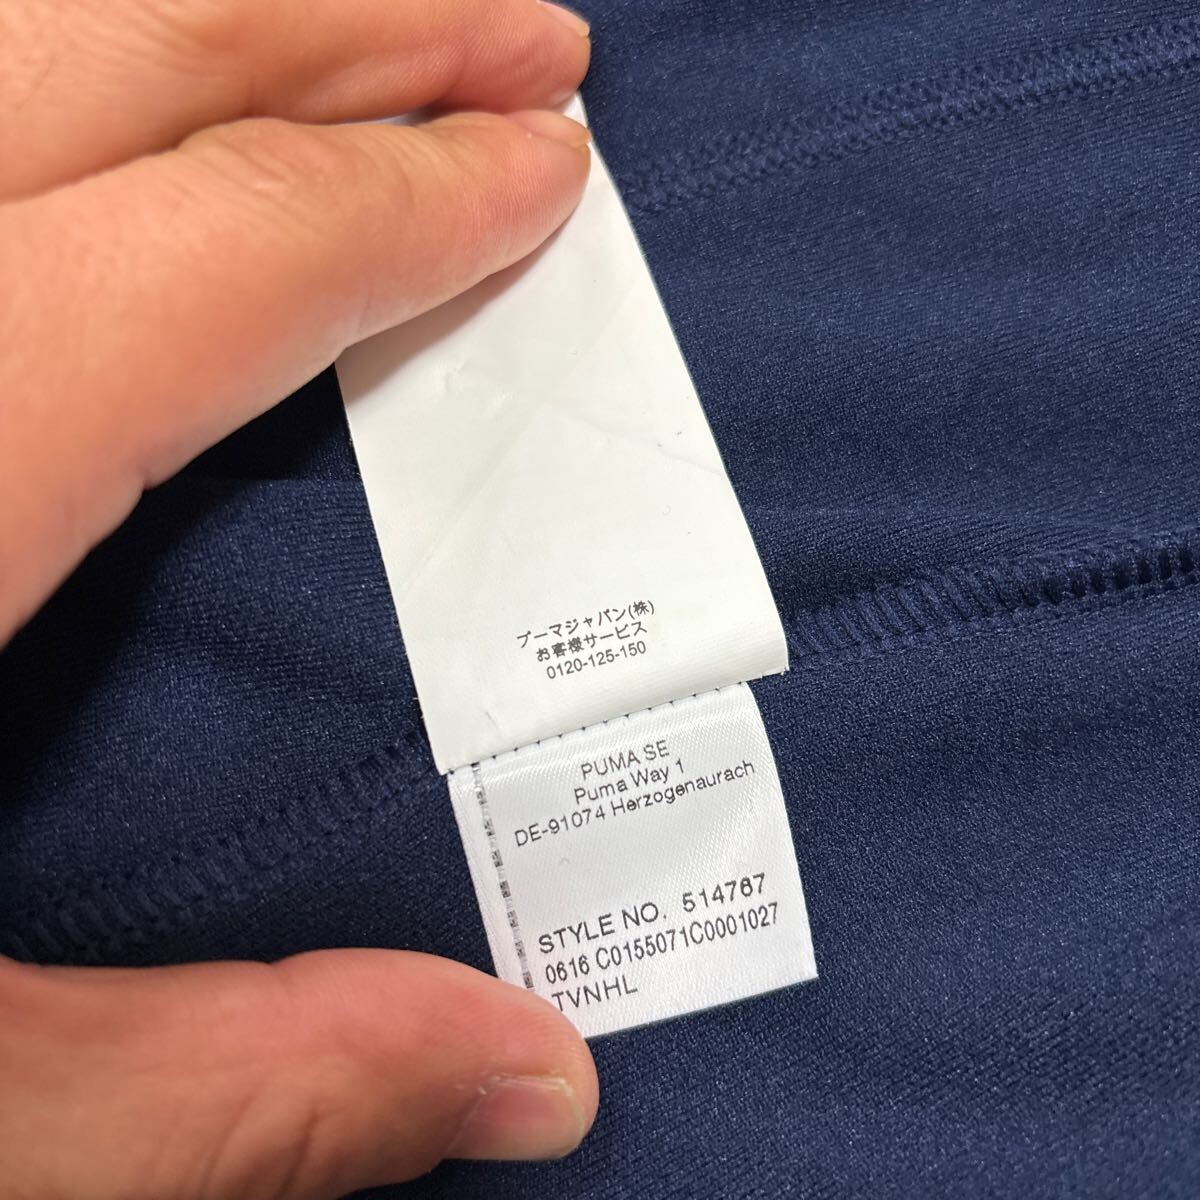 プーマジャパン(株)
お客様サービス
0120-125-150
PUMA SE
Puma Way 1
DE-91074 Herzogenaurach
STYLE NO. 514767
0616 C0155071C0001027
TVNHL